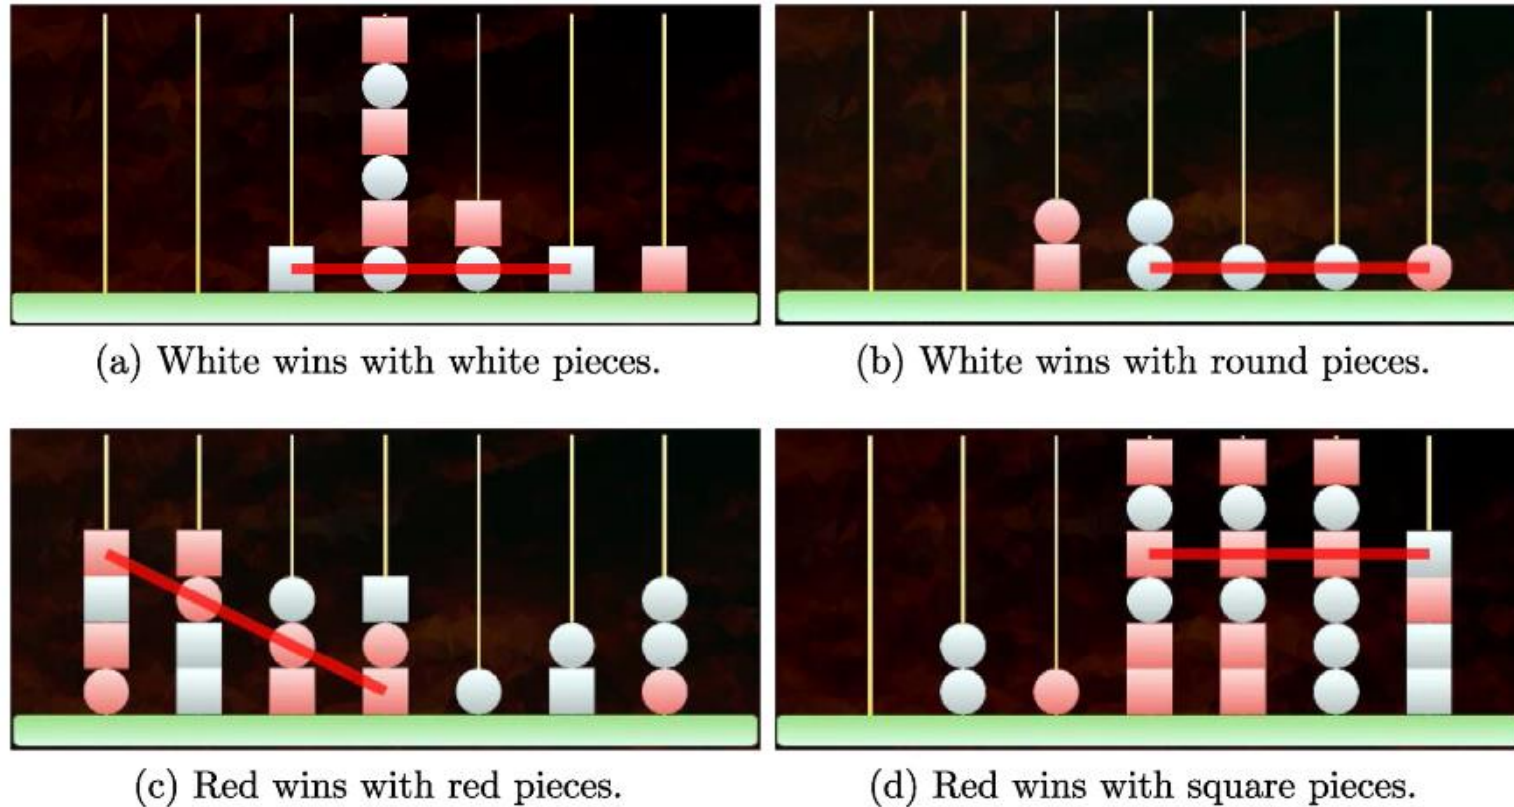 (a) White wins with white pieces.
(b) White wins with round pieces.
(c) Red wins with red pieces.
(d) Red wins with square pieces.